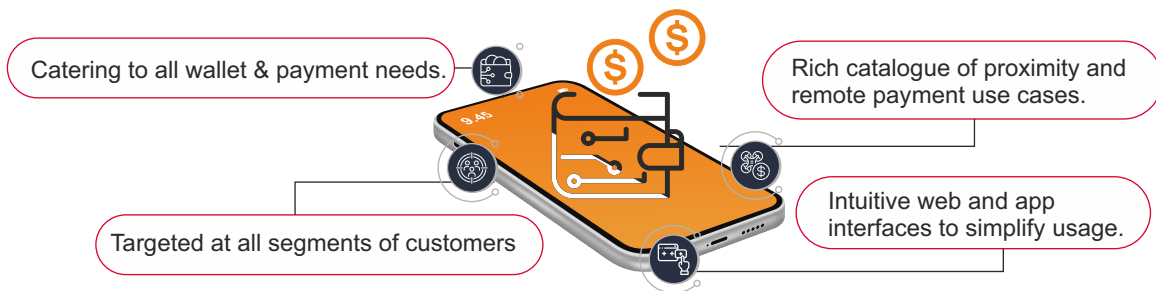 Catering to all wallet & payment needs.
Rich catalogue of proximity and
remote payment use cases.
9.45
Targeted at all segments of customers
Intuitive web and app
interfaces to simplify usage.
$
$
$